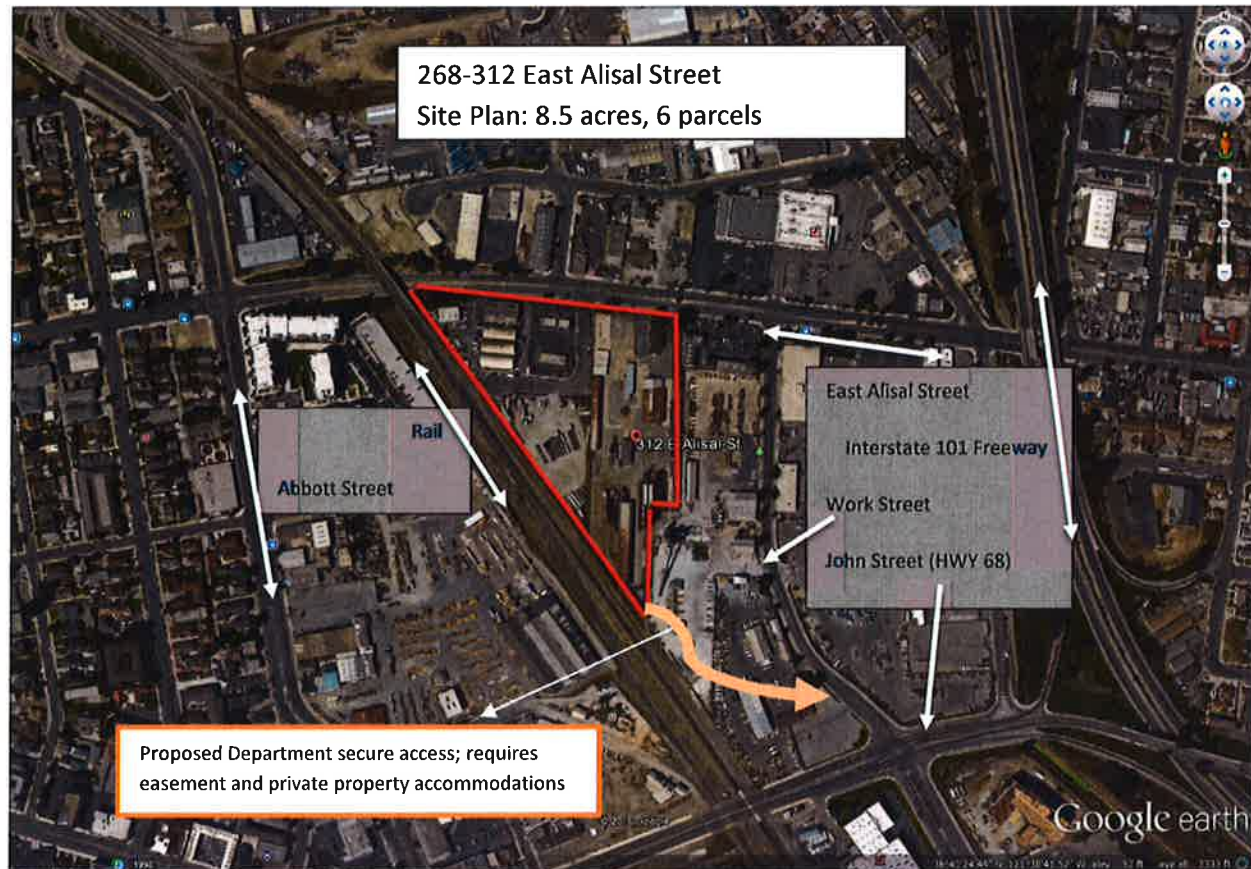 268-312 East Alisal Street
Site Plan: 8.5 acres, 6 parcels
East Alisal Street
312 E Alisal St
Rail
Interstate 101 Freeway
Abbott Street
Work Street
John Street (HWY 68)
Proposed Department secure access; requires
easement and private property accommodations
Google earth